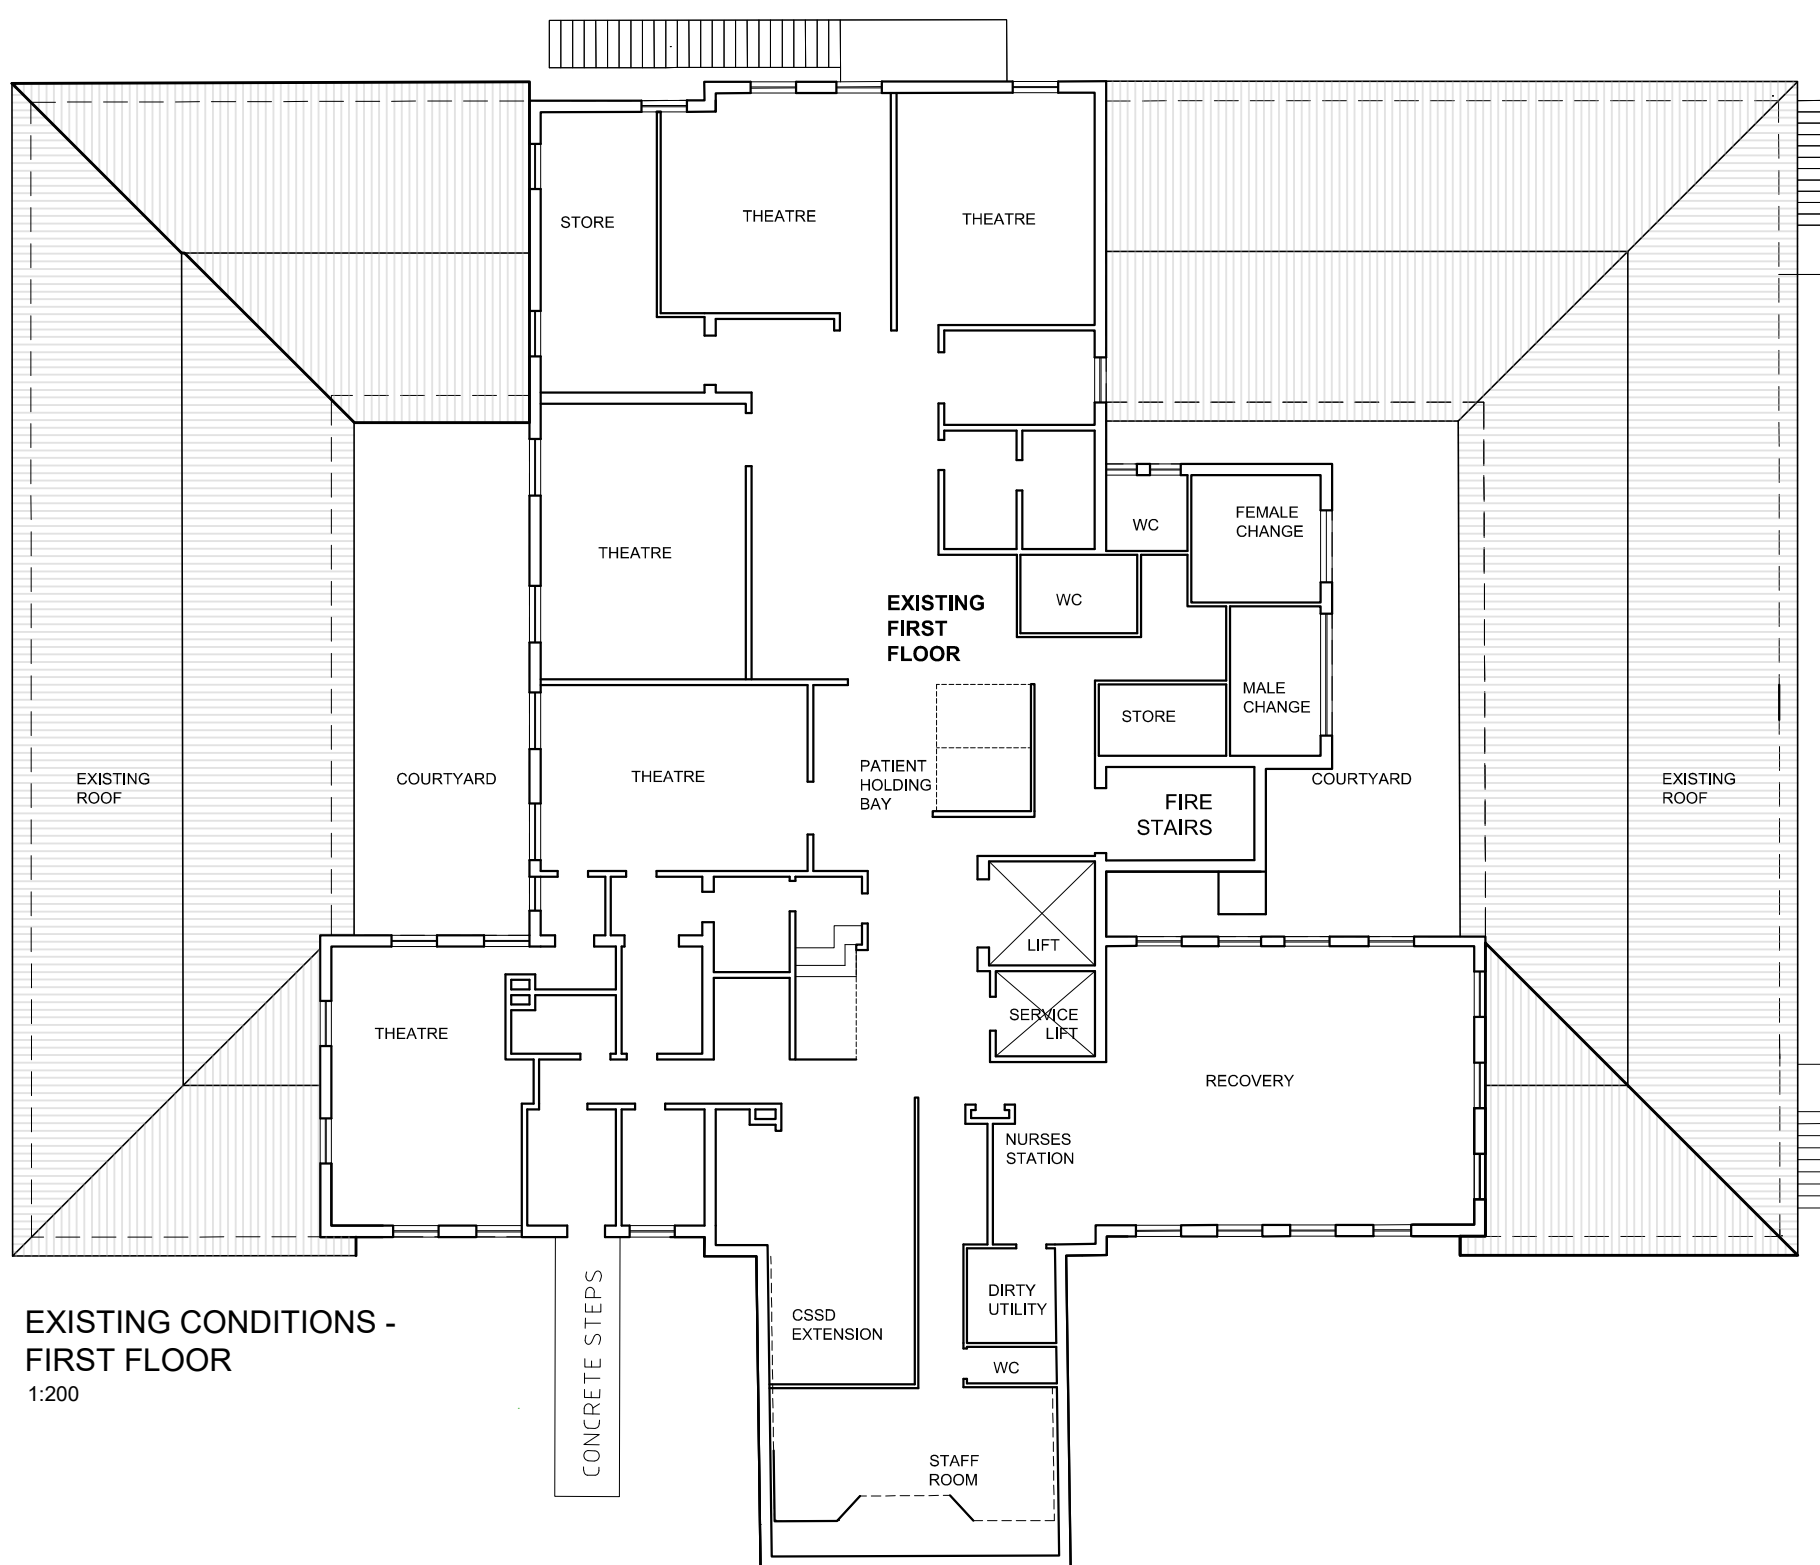 STORE
THEATRE
THEATRE
THEATRE
WC
FEMALE
CHANGE
WC
EXISTING
FIRST
FLOOR
STORE
MALE
CHANGE
EXISTING
ROOF
COURTYARD
THEATRE
PATIENT
HOLDING
BAY
FIRE
STAIRS
COURTYARD
EXISTING
ROOF
LIFT
SERVICE
LIFT
THEATRE
RECOVERY
NURSES
STATION
DIRTY
UTILITY
CSSD
EXTENSION
WC
CONCRETE STEPS
STAFF
ROOM
EXISTING CONDITIONS -
FIRST FLOOR
1:200